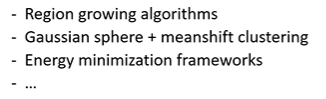 - Region growing algorithms
- Gaussian sphere + meanshift clustering
- Energy minimization frameworks
- ...